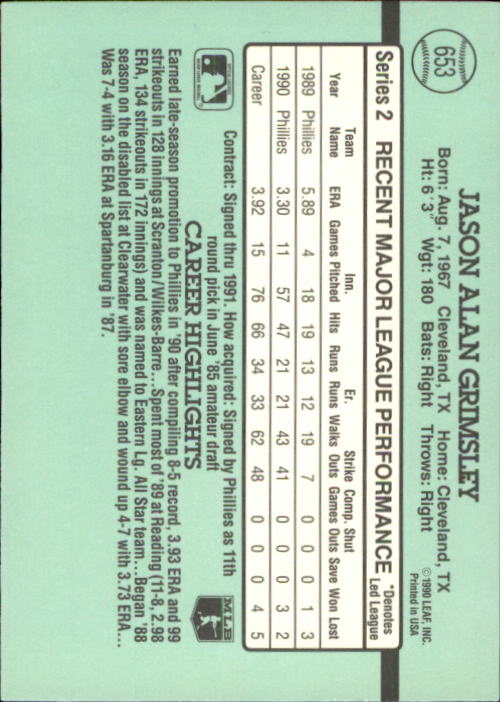 653
JASON ALAN GRIMSLEY
Born: Aug. 7, 1967 Cleveland, TX Home: Cleveland, TX
Ht: 6'3" Wgt: 180 Bats: Right Throws: Right
©1990 LEAF, INC.
Printed in USA
Series 2 RECENT MAJOR LEAGUE PERFORMANCE *Denotes Led League
Team Inn. Er. Strike Comp. Shut
Year Name ERA Games Pitched Hits Runs Runs Walks Outs Games Outs Save Won Lost
1989 Phillies 5.89 4 18 19 13 12 19 7 0 0 0 1 3
1990 Phillies 3.30 11 57 47 21 21 43 41 0 0 0 3 2
Career 3.92 15 76 66 34 33 62 48 0 0 0 4 5
Contract: Signed thru 1991. How acquired: Signed by Phillies as 11th
round pick in June '85 amateur draft
CAREER HIGHLIGHTS
MLB
Earned late-season promotion to Phillies in '90 after compiling 8-5 record, 3.93 ERA and 99
strikeouts in 128 innings at Scranton/Wilkes-Barre...Spent most of '89 at Reading (11-8, 2.98
ERA, 134 strikeouts in 172 innings) and was named to Eastern Lg. All Star team...Began '88
season on the disabled list at Clearwater with sore elbow and wound up 4-7 with 3.73 ERA...
Was 7-4 with 3.16 ERA at Spartanburg in '87.